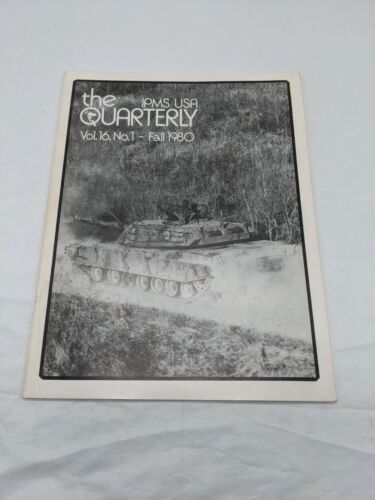 the IPMS USA
QUARTERLY
Vol. 16, No. 1 - Fall 1980